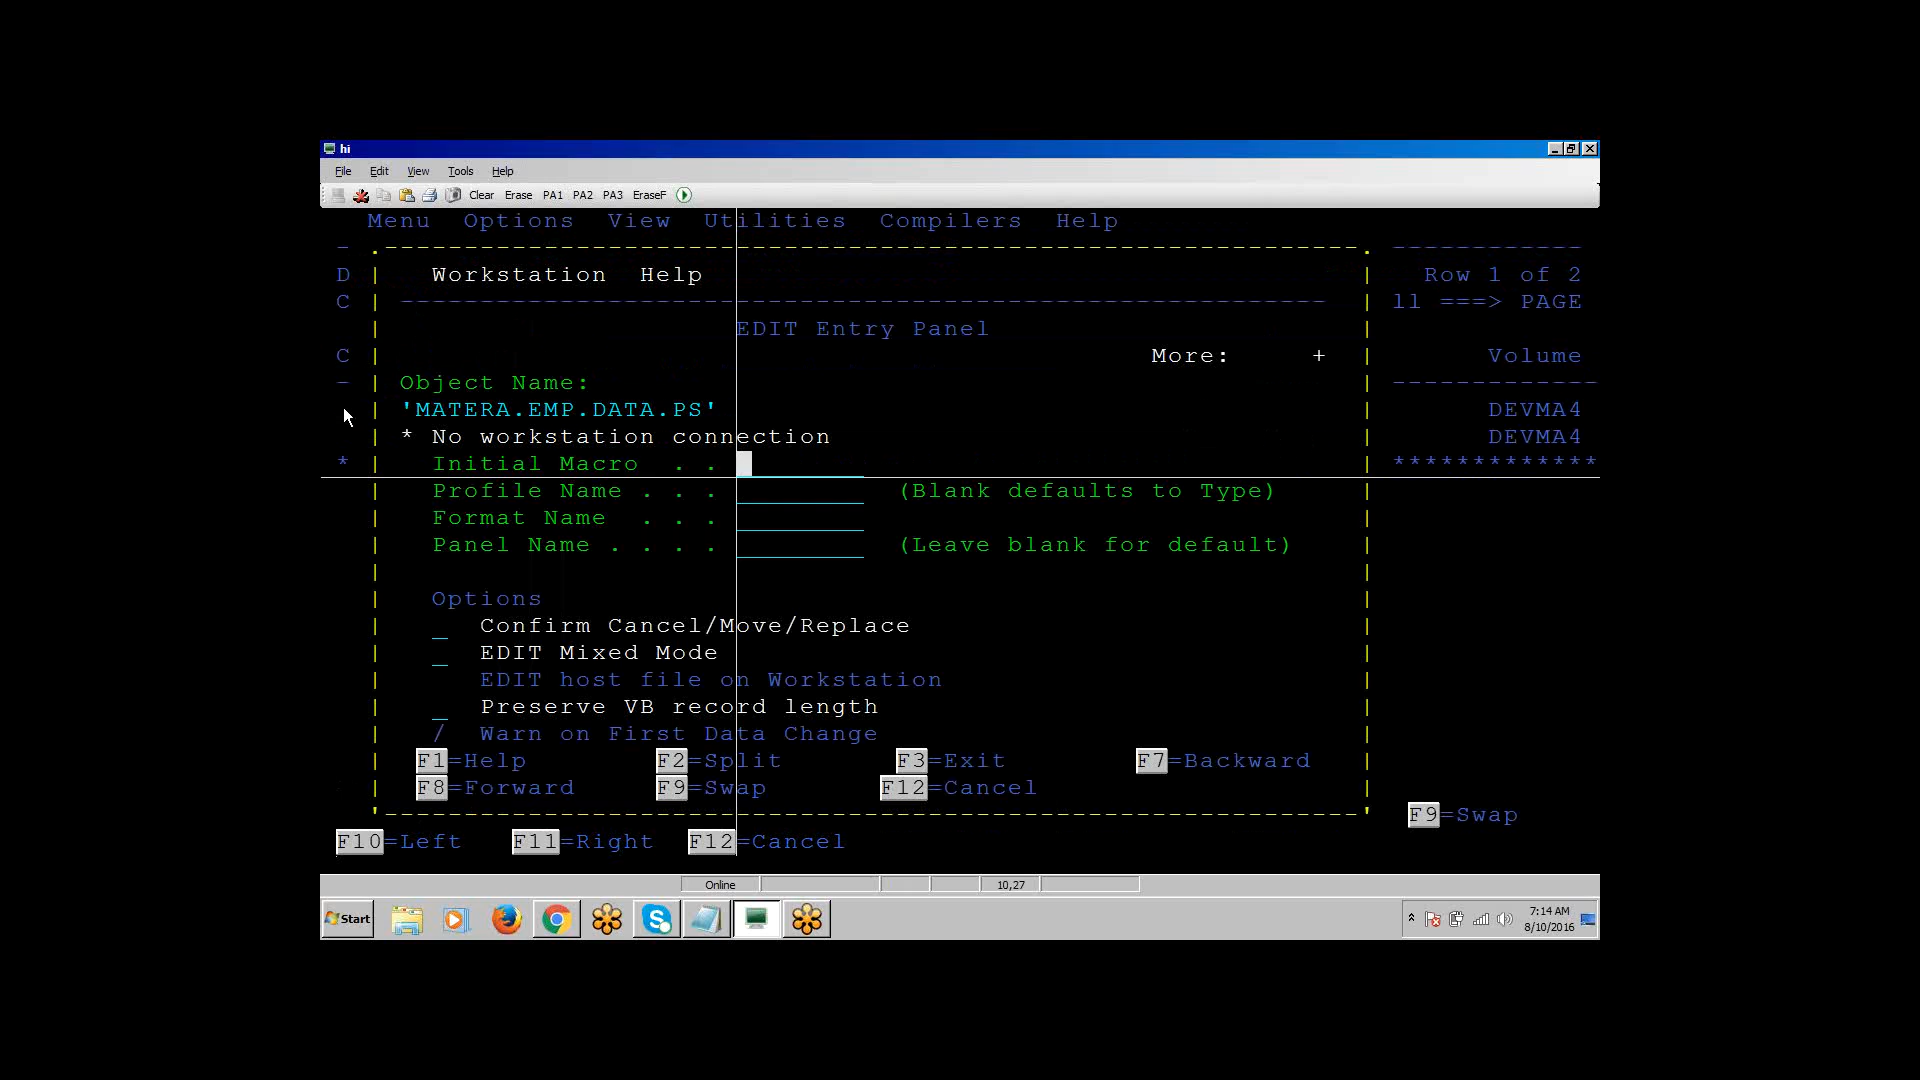 hi
File Edit View Tools Help
Clear Erase PA1 PA2 PA3 EraseF
Menu Options View Utilities Compilers Help
D Workstation Help Row 1 of 2
C ll ===> PAGE
EDIT Entry Panel
C More: + Volume
Object Name:
'MATERA.EMP.DATA.PS' DEVMA4
* No workstation connection DEVMA4
* Initial Macro . . *************
Profile Name . . . (Blank defaults to Type)
Format Name . . .
Panel Name . . . . (Leave blank for default)
Options
_ Confirm Cancel/Move/Replace
_ EDIT Mixed Mode
EDIT host file on Workstation
_ Preserve VB record length
/ Warn on First Data Change
F1=Help F2=Split F3=Exit F7=Backward
F8=Forward F9=Swap F12=Cancel
F9=Swap
F10=Left F11=Right F12=Cancel
Online 10,27
Start 7:14 AM
8/10/2016